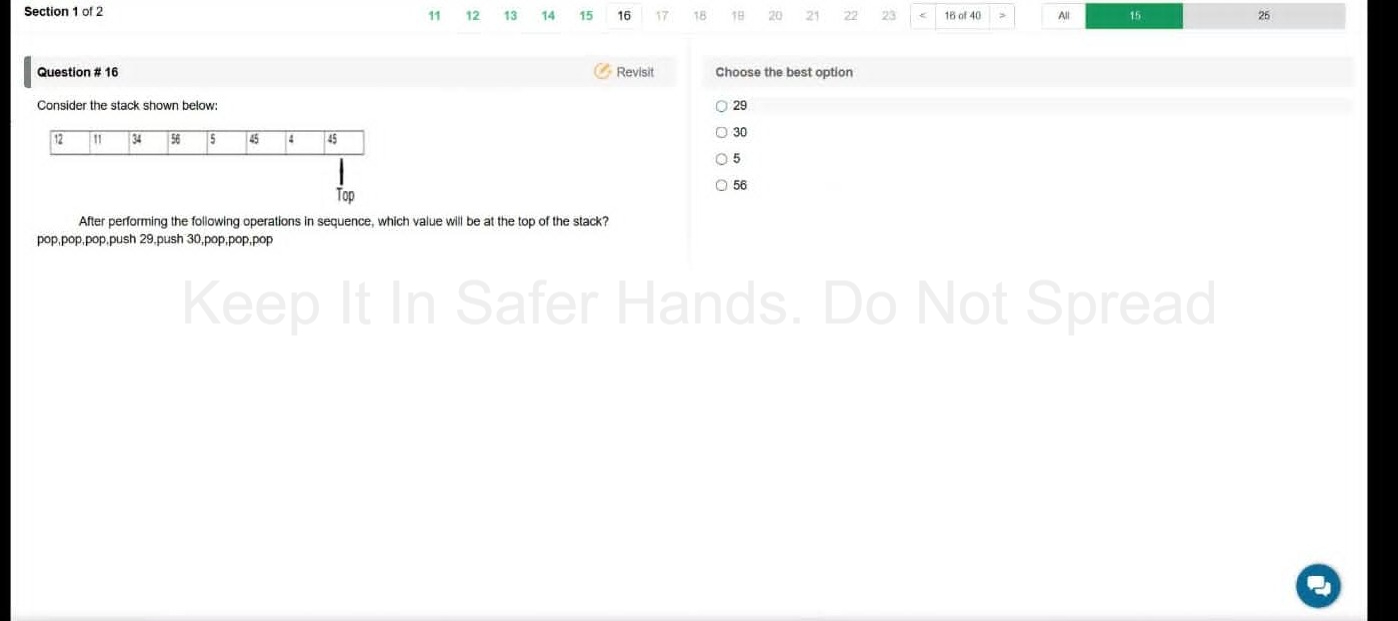 Section 1 of 2
11 12 13 14 15 16 17 18 19 20 21 22 23 < 16 of 40 > All 15 25
Question # 16
Revisit
Consider the stack shown below:
12 11 34 56 5 45 4 45
Top
After performing the following operations in sequence, which value will be at the top of the stack?
pop,pop,pop,push 29,push 30,pop,pop,pop
Choose the best option
29
30
5
56
Keep It In Safer Hands. Do Not Spread